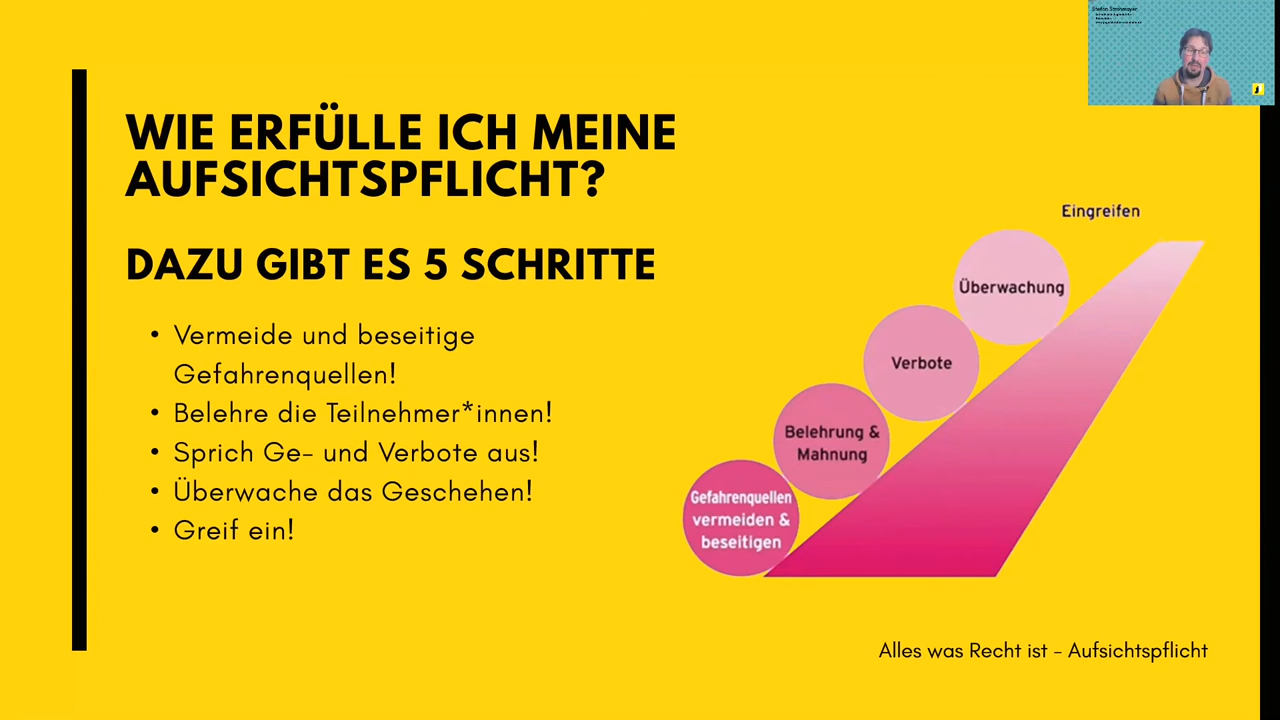 Stefan Strohmayer
WIE ERFÜLLE ICH MEINE
AUFSICHTSPFLICHT?
DAZU GIBT ES 5 SCHRITTE
• Vermeide und beseitige
Gefahrenquellen!
• Belehre die Teilnehmer*innen!
• Sprich Ge- und Verbote aus!
• Überwache das Geschehen!
• Greif ein!
Eingreifen
Überwachung
Verbote
Belehrung &
Mahnung
Gefahrenquellen
vermeiden &
beseitigen
Alles was Recht ist - Aufsichtspflicht